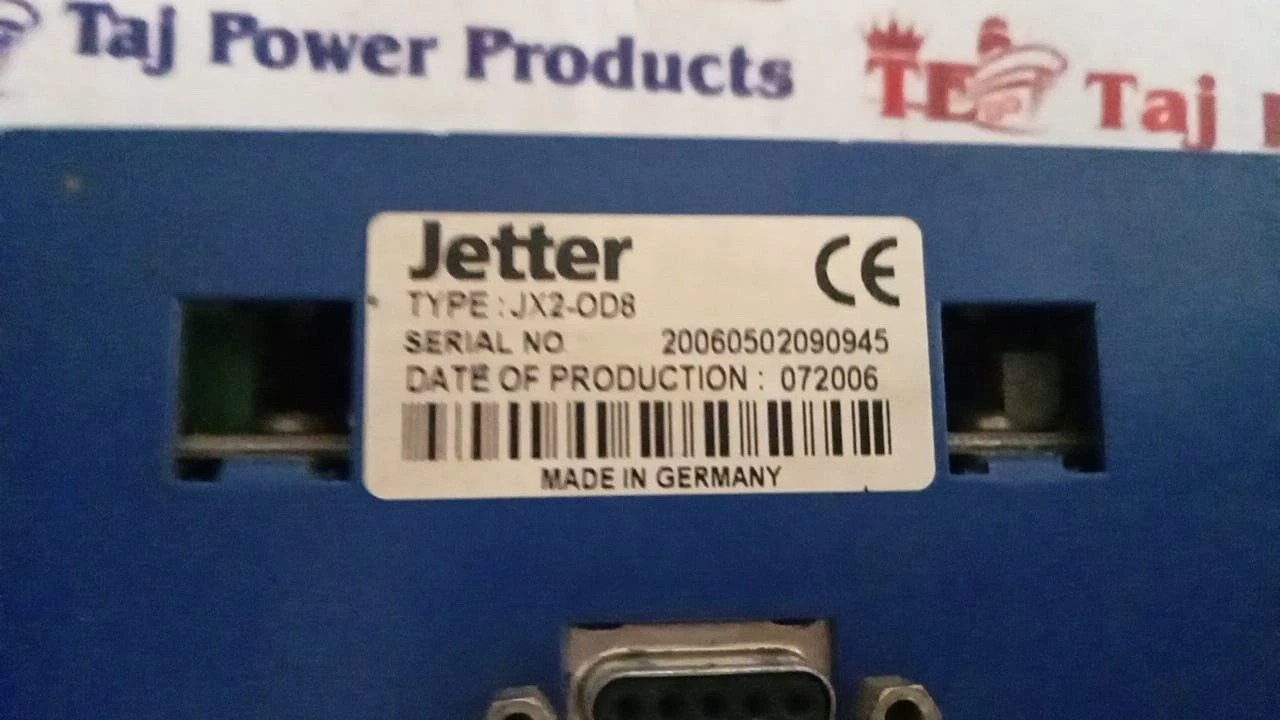 Taj Power Products TEP Taj
Jetter CE
TYPE : JX2-OD8
SERIAL NO 20060502090945
DATE OF PRODUCTION : 072006
MADE IN GERMANY